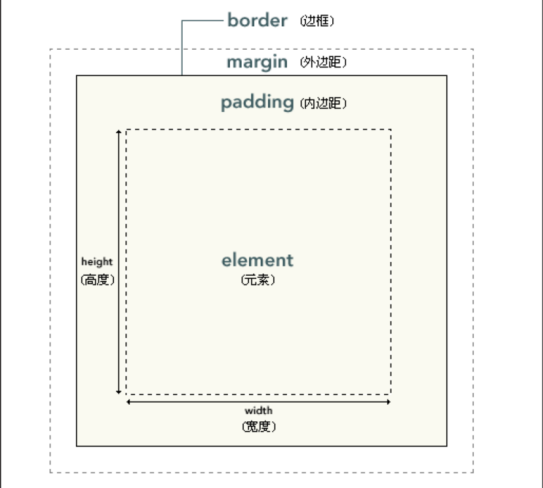 border (边框)
margin (外边距)
padding (内边距)
height
(高度)
element
(元素)
width
(宽度)